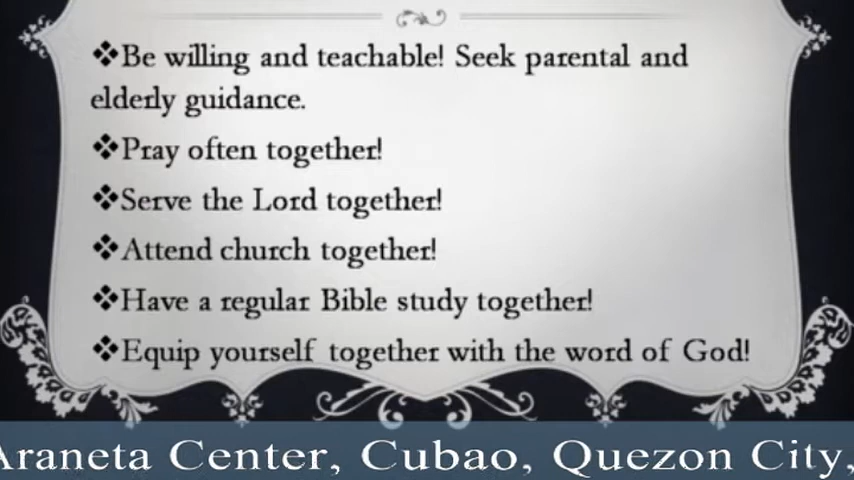 ❖Be willing and teachable! Seek parental and
elderly guidance.
❖Pray often together!
❖Serve the Lord together!
❖Attend church together!
❖Have a regular Bible study together!
❖Equip yourself together with the word of God!
Araneta Center, Cubao, Quezon City,